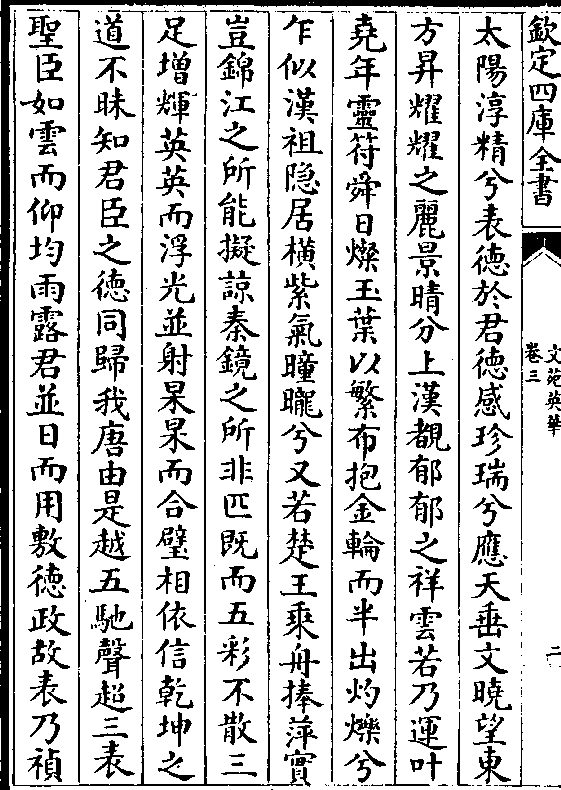 欽定四庫全書
文苑英華
卷三
二
太陽淳精兮表德於君德感珍瑞兮應天垂文曉望東
方昇耀耀之麗景晴分上漢覩郁郁之祥雲若乃運叶
堯年靈符舜日燦玉葉以繁布抱金輪而半出灼爍兮
乍似漢祖隐居橫紫氣曈曨兮又若楚王乘舟捧萍實
豈錦江之所能擬諒秦鏡之所非匹既而五彩不散三
足增輝英英而浮光並射杲杲而合璧相依信乾坤之
道不昧知君臣之德同歸我唐由是越五馳聲超三表
聖臣如雲而仰均雨露君並日而用敷德政故表乃禎